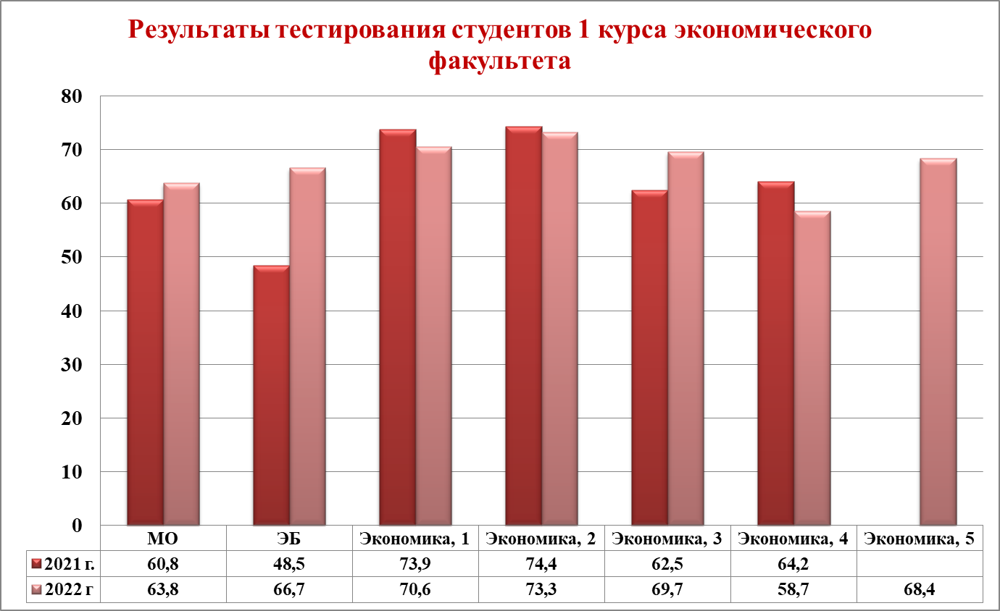 Результаты тестирования студентов 1 курса экономического
факультета
80
70
60
50
40
30
20
10
0
МО ЭБ Экономика, 1 Экономика, 2 Экономика, 3 Экономика, 4 Экономика, 5
2021 г. 60,8 48,5 73,9 74,4 62,5 64,2
2022 г 63,8 66,7 70,6 73,3 69,7 58,7 68,4